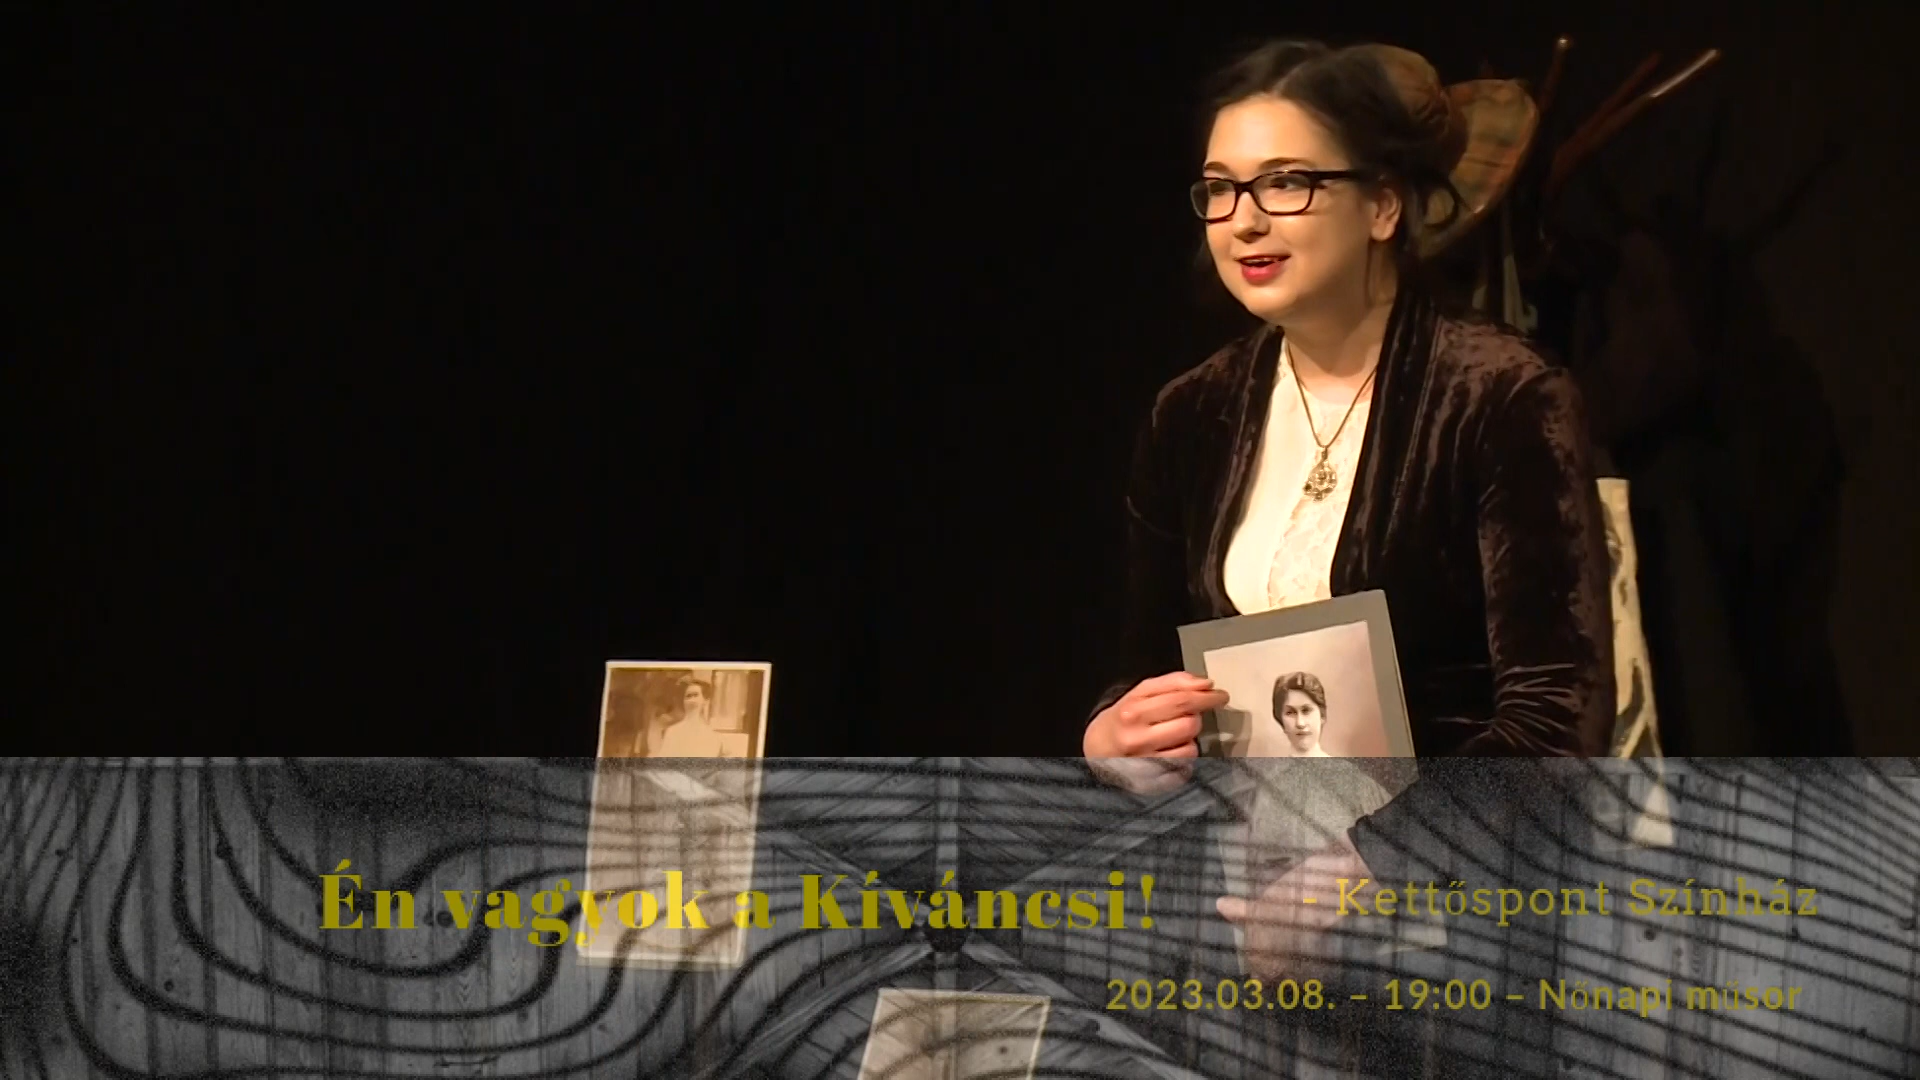 Én vagyok a Kíváncsi! - Kettőspont Színház
2023.03.08. – 19:00 – Nőnapi műsor